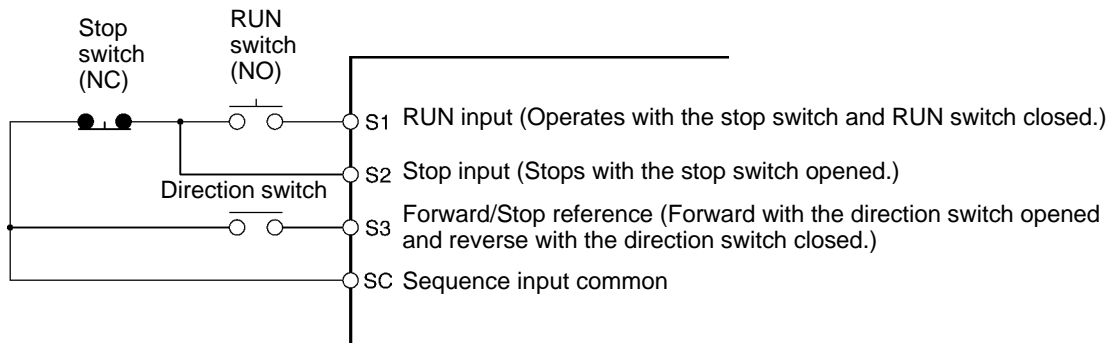 Stop
switch
(NC)
RUN
switch
(NO)
S1 RUN input (Operates with the stop switch and RUN switch closed.)
S2 Stop input (Stops with the stop switch opened.)
Direction switch
S3 Forward/Stop reference (Forward with the direction switch opened
and reverse with the direction switch closed.)
SC Sequence input common